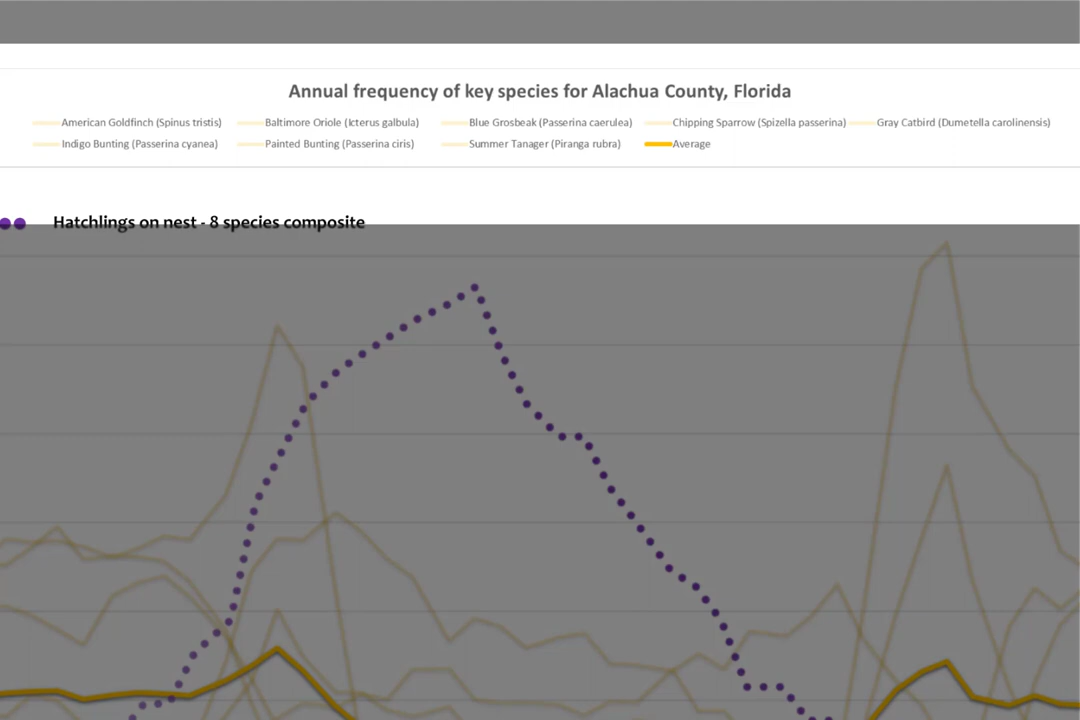 Annual frequency of key species for Alachua County, Florida
American Goldfinch (Spinus tristis) Baltimore Oriole (Icterus galbula) Blue Grosbeak (Passerina caerulea) Chipping Sparrow (Spizella passerina) Gray Catbird (Dumetella carolinensis)
Indigo Bunting (Passerina cyanea) Painted Bunting (Passerina ciris) Summer Tanager (Piranga rubra) Average
Hatchlings on nest - 8 species composite